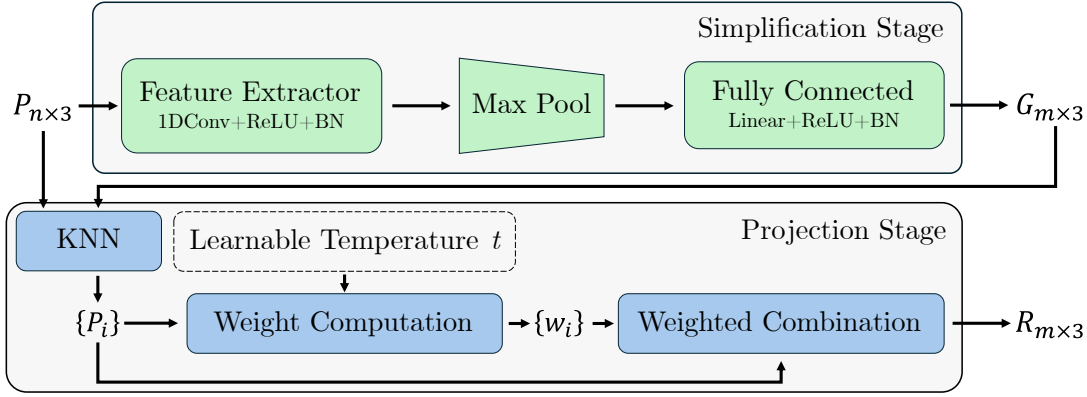 Simplification Stage
P_{n×3}
Feature Extractor
1DConv+ReLU+BN
Max Pool
Fully Connected
Linear+ReLU+BN
G_{m×3}
Projection Stage
KNN
Learnable Temperature t
{P_i}
Weight Computation
{w_i}
Weighted Combination
R_{m×3}